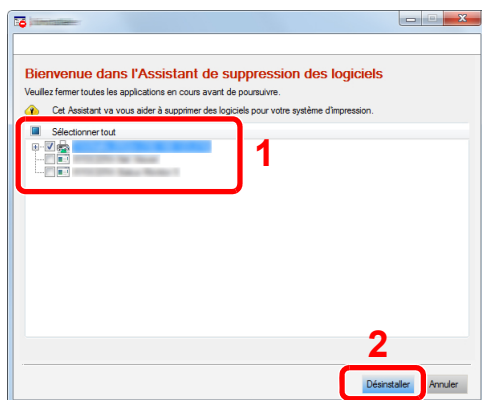 Bienvenue dans l'Assistant de suppression des logiciels
Veuillez fermer toutes les applications en cours avant de poursuivre.
Cet Assistant va vous aider à supprimer des logiciels pour votre système d'impression.
Sélectionner tout
1
2
Désinstaller Annuler